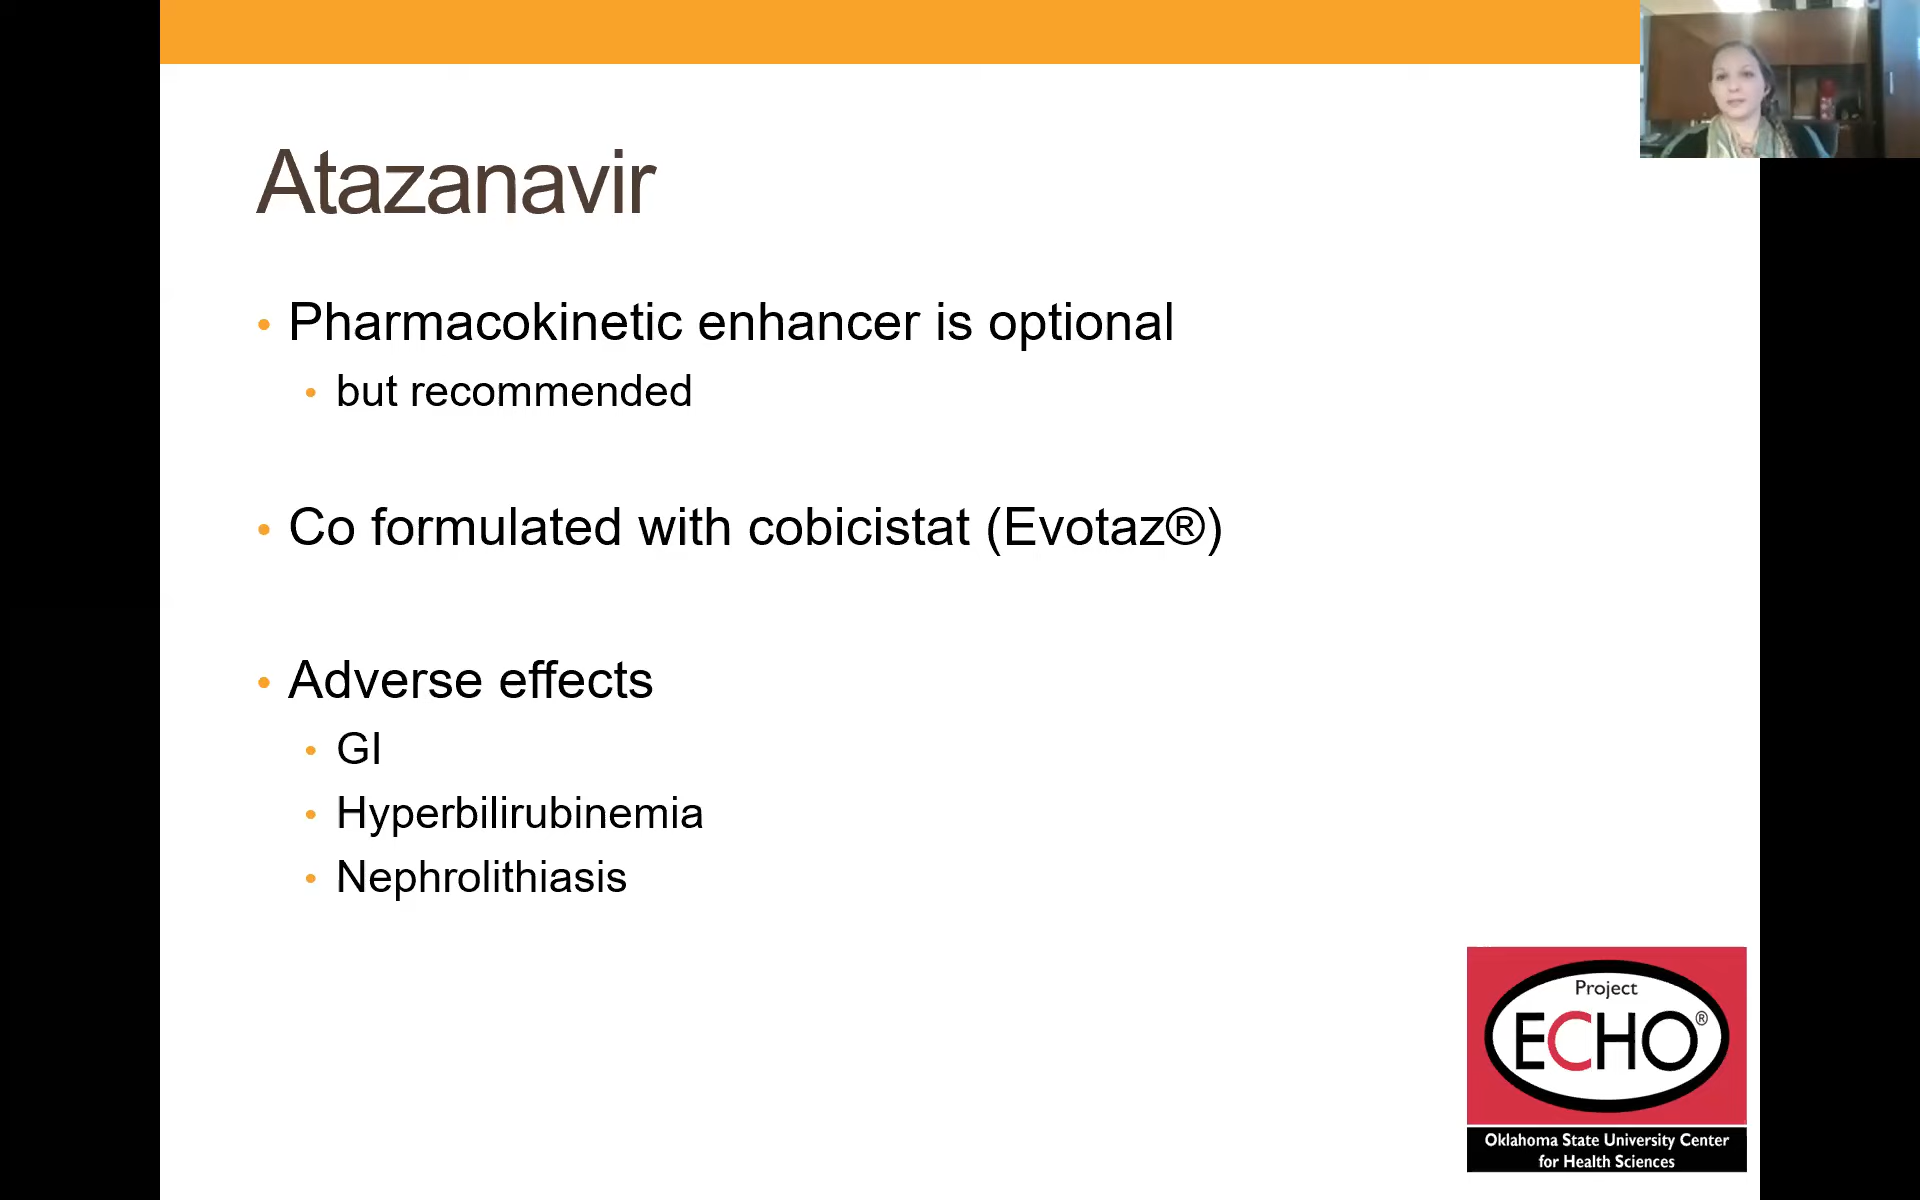 Atazanavir
• Pharmacokinetic enhancer is optional
• but recommended
• Co formulated with cobicistat (Evotaz®)
• Adverse effects
• GI
• Hyperbilirubinemia
• Nephrolithiasis
Project
ECHO®
Oklahoma State University Center
for Health Sciences